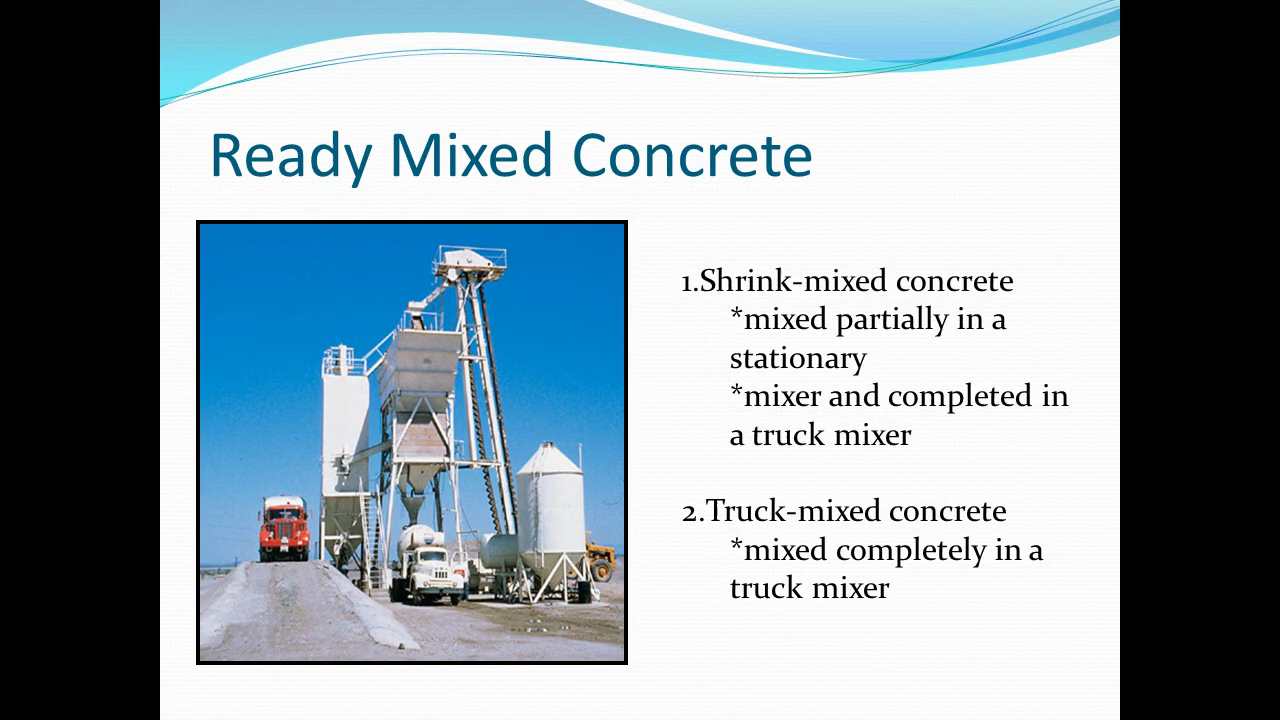 Ready Mixed Concrete
1.Shrink-mixed concrete
*mixed partially in a
stationary
*mixer and completed in
a truck mixer
2.Truck-mixed concrete
*mixed completely in a
truck mixer